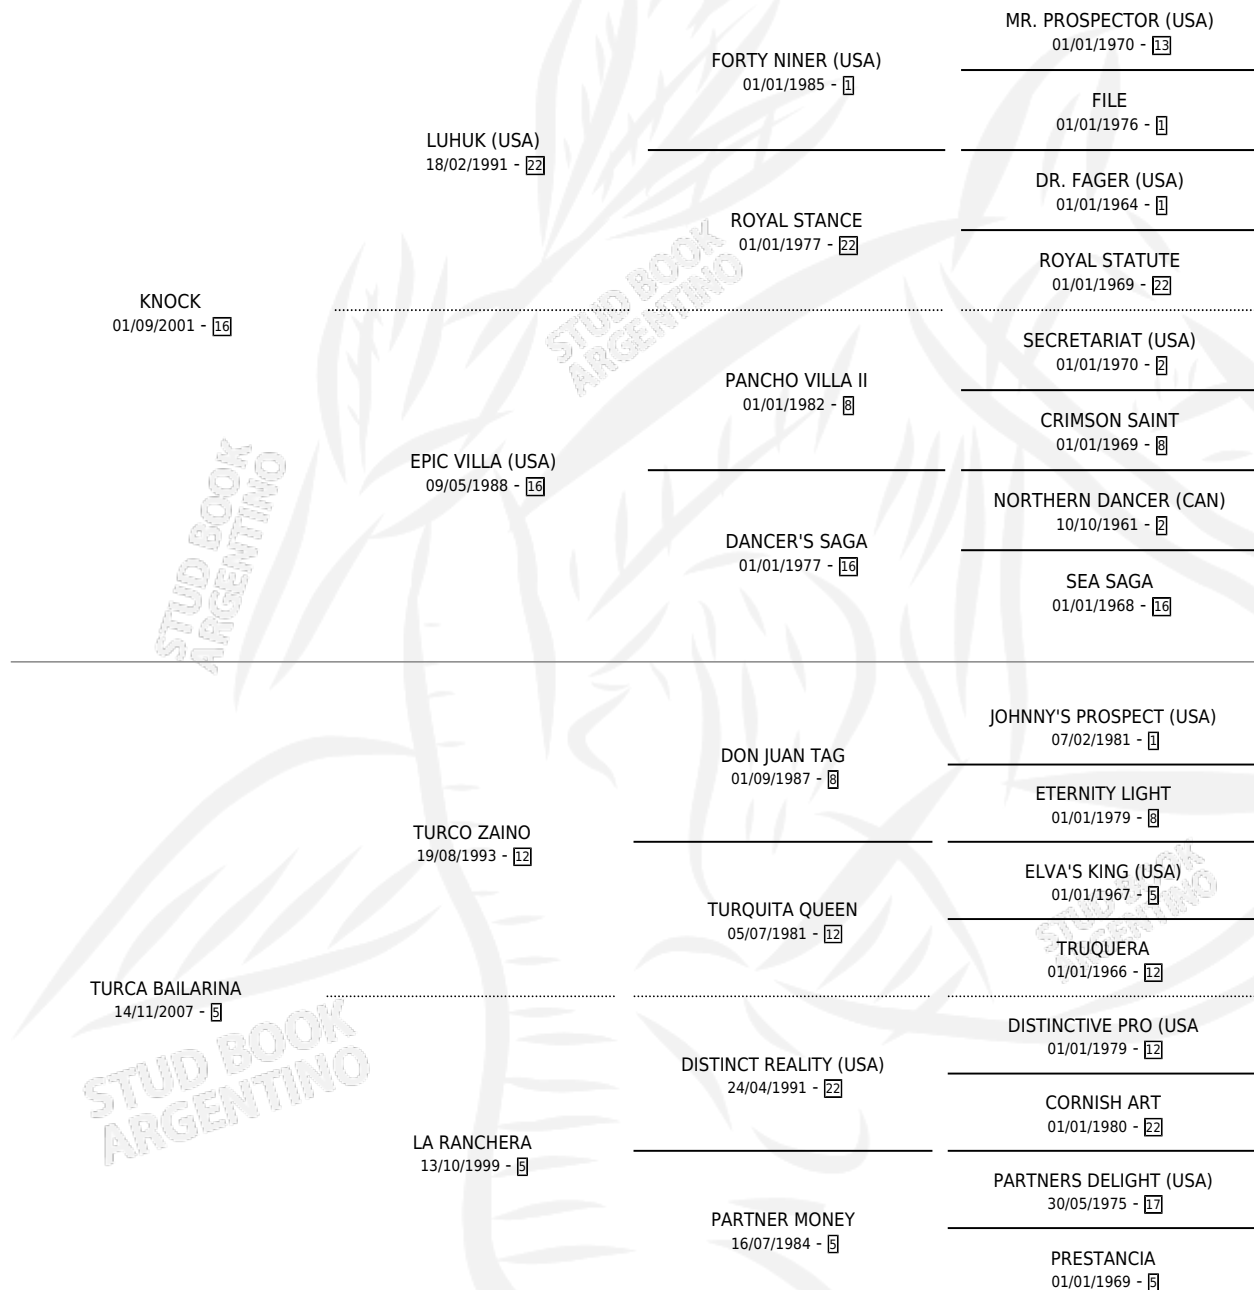 MR. PROSPECTOR (USA)
01/01/1970 - 13
FORTY NINER (USA)
01/01/1985 - 1
FILE
01/01/1976 - 1
LUHUK (USA)
18/02/1991 - 22
DR. FAGER (USA)
01/01/1964 - 1
ROYAL STANCE
01/01/1977 - 22
ROYAL STATUTE
01/01/1969 - 22
KNOCK
01/09/2001 - 16
SECRETARIAT (USA)
01/01/1970 - 2
PANCHO VILLA II
01/01/1982 - 8
CRIMSON SAINT
01/01/1969 - 8
EPIC VILLA (USA)
09/05/1988 - 16
NORTHERN DANCER (CAN)
10/10/1961 - 2
DANCER'S SAGA
01/01/1977 - 16
SEA SAGA
01/01/1968 - 16
JOHNNY'S PROSPECT (USA)
07/02/1981 - 1
DON JUAN TAG
01/09/1987 - 8
ETERNITY LIGHT
01/01/1979 - 8
TURCO ZAINO
19/08/1993 - 12
ELVA'S KING (USA)
01/01/1967 - 5
TURQUITA QUEEN
05/07/1981 - 12
TRUQUERA
01/01/1966 - 12
TURCA BAILARINA
14/11/2007 - 5
DISTINCTIVE PRO (USA
01/01/1979 - 12
DISTINCT REALITY (USA)
24/04/1991 - 22
CORNISH ART
01/01/1980 - 22
LA RANCHERA
13/10/1999 - 5
PARTNERS DELIGHT (USA)
30/05/1975 - 17
PARTNER MONEY
16/07/1984 - 5
PRESTANCIA
01/01/1969 - 5
STUD BOOK
ARGENTINO
STUD BOOK
ARGENTINO
STUD BOOK
ARGENTINO
STUD BOOK
ARGENTINO